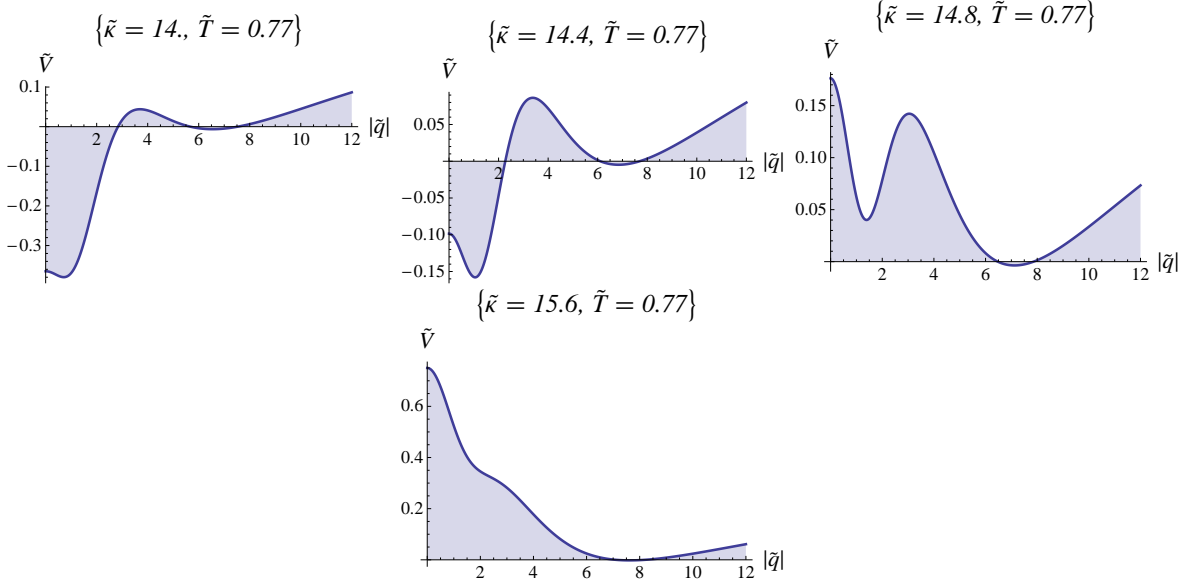 {κ̃ = 14., T̃ = 0.77}
Ṽ
0.1
−0.1
−0.2
−0.3
2 4 6 8 10 12
|q̃|
{κ̃ = 14.4, T̃ = 0.77}
Ṽ
0.05
−0.05
−0.10
−0.15
2 4 6 8 10 12
|q̃|
{κ̃ = 14.8, T̃ = 0.77}
Ṽ
0.15
0.10
0.05
2 4 6 8 10 12
|q̃|
{κ̃ = 15.6, T̃ = 0.77}
Ṽ
0.6
0.4
0.2
2 4 6 8 10 12
|q̃|